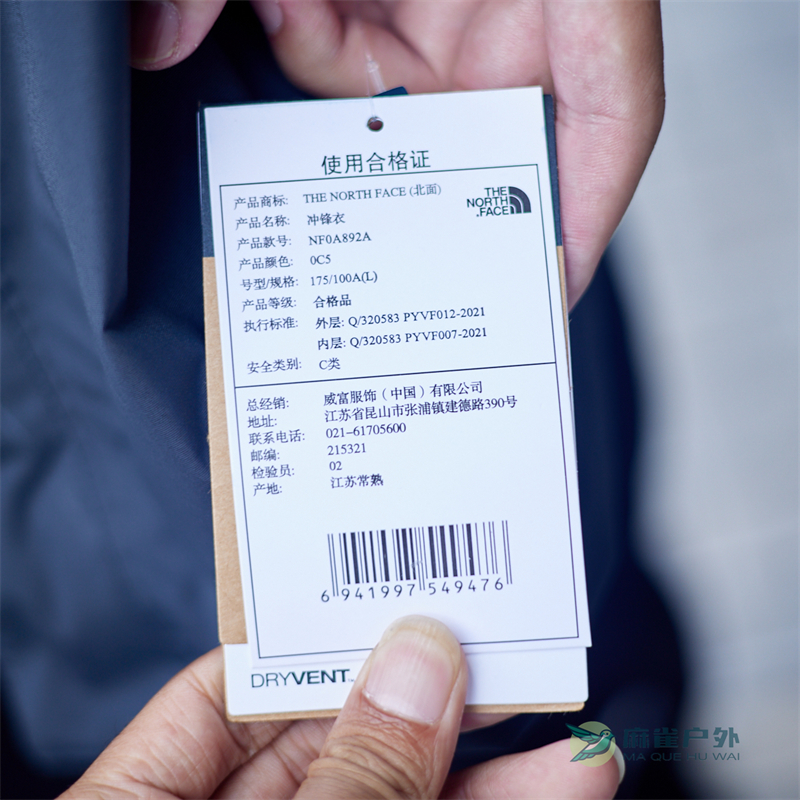 使用合格证
产品商标: THE NORTH FACE (北面)
THE
NORTH
FACE
产品名称: 冲锋衣
产品款号: NF0A892A
产品颜色: 0C5
号型/规格: 175/100A(L)
产品等级: 合格品
执行标准: 外层: Q/320583 PYVF012-2021
内层: Q/320583 PYVF007-2021
安全类别: C类
总经销: 威富服饰（中国）有限公司
地址: 江苏省昆山市张浦镇建德路390号
联系电话: 021-61705600
邮编: 215321
检验员: 02
产地: 江苏常熟
6 941997 549476
DRYVENT
麻雀户外
MA QUE HU WAI